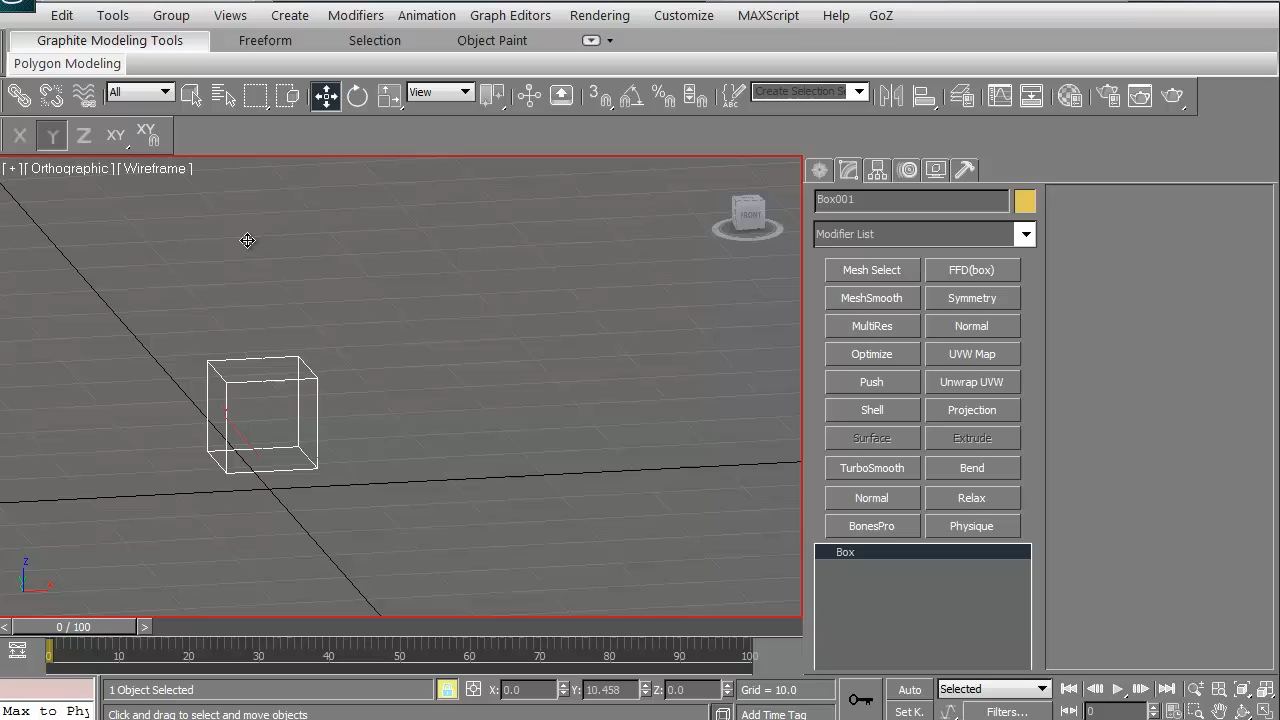 Edit Tools Group Views Create Modifiers Animation Graph Editors Rendering Customize MAXScript Help GoZ
Graphite Modeling Tools Freeform Selection Object Paint
Polygon Modeling
All View Create Selection Se
X Y Z XY XY
[ + ][ Orthographic ][ Wireframe ]
FRONT
Box001
Modifier List
Mesh Select FFD(box)
MeshSmooth Symmetry
MultiRes Normal
Optimize UVW Map
Push Unwrap UVW
Shell Projection
Surface Extrude
TurboSmooth Bend
Normal Relax
BonesPro Physique
Box
z
x
0 / 100
0 10 20 30 40 50 60 70 80 90 100
1 Object Selected X: 0.0 Y: 10.458 Z: 0.0 Grid = 10.0 Auto Selected
Max to Phy Click and drag to select and move objects Add Time Tag Set K. Filters... 0